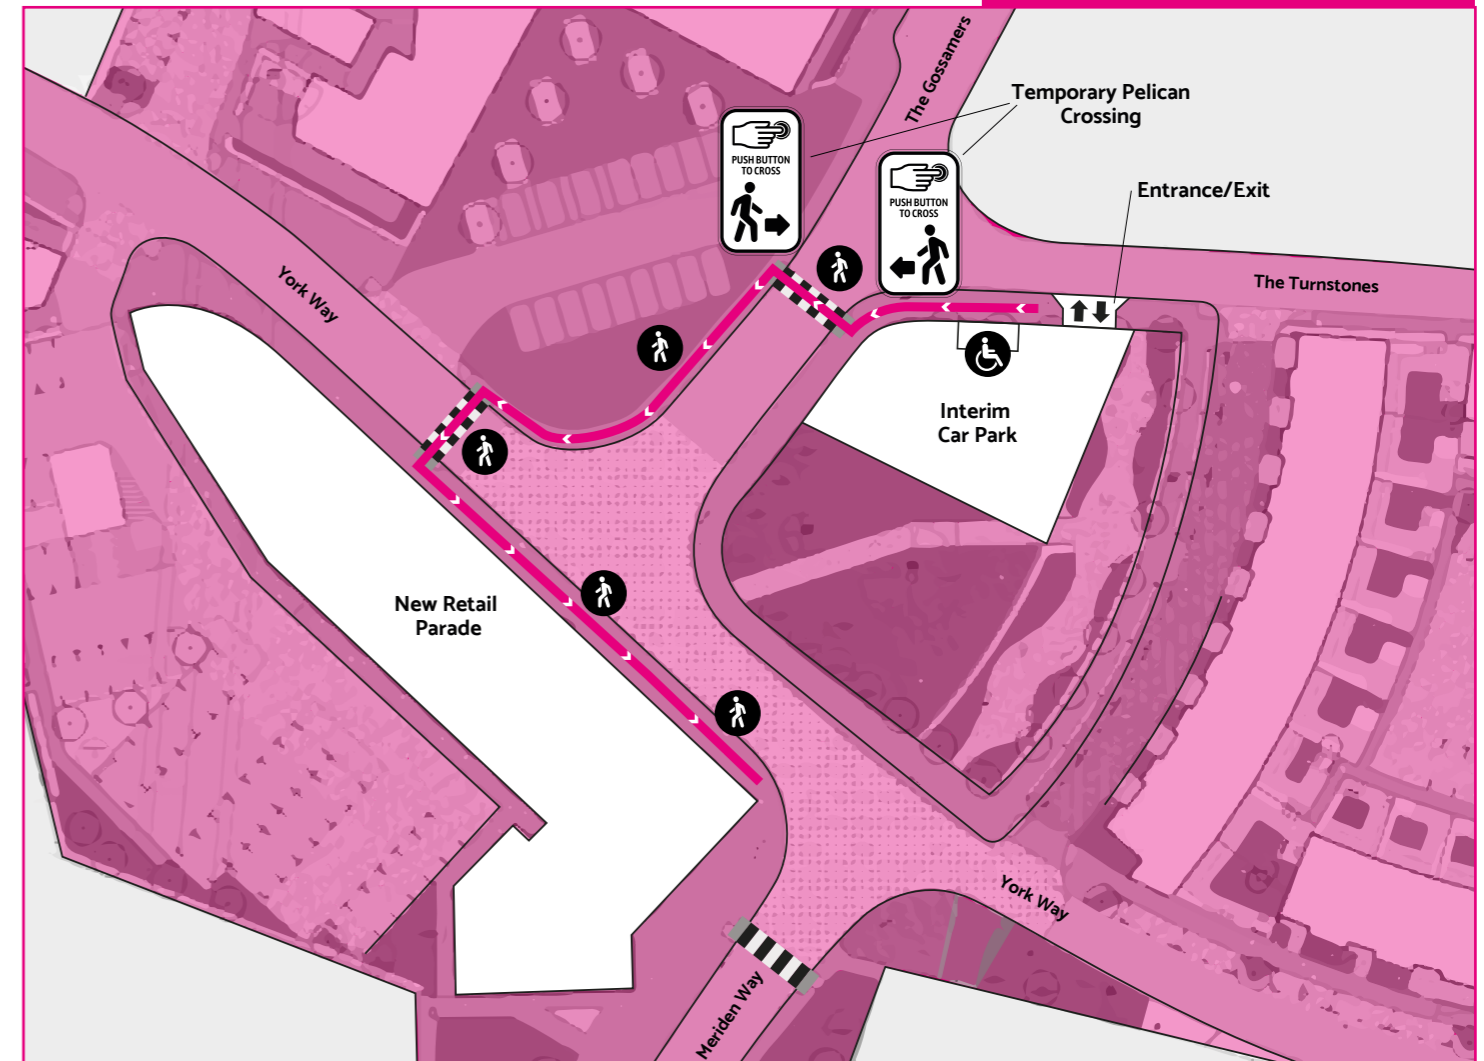 The Gossamers
Temporary Pelican
Crossing
PUSH BUTTON
TO CROSS
PUSH BUTTON
TO CROSS
Entrance/Exit
York Way
The Turnstones
Interim
Car Park
New Retail
Parade
York Way
Meriden Way